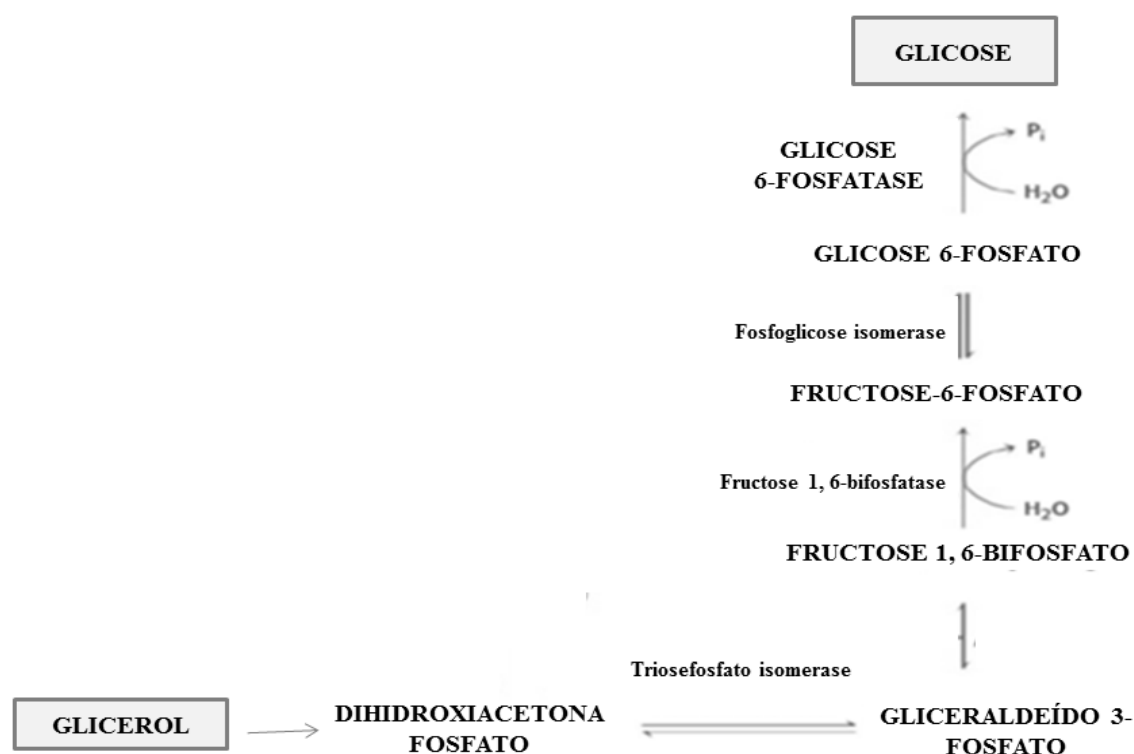 GLICOSE
GLICOSE
6-FOSFATASE
Pi
H₂O
GLICOSE 6-FOSFATO
Fosfoglicose isomerase
FRUCTOSE-6-FOSFATO
Fructose 1, 6-bifosfatase
Pi
H₂O
FRUCTOSE 1, 6-BIFOSFATO
Triosefosfato isomerase
GLICEROL
DIHIDROXIACETONA
FOSFATO
GLICERALDEÍDO 3-
FOSFATO